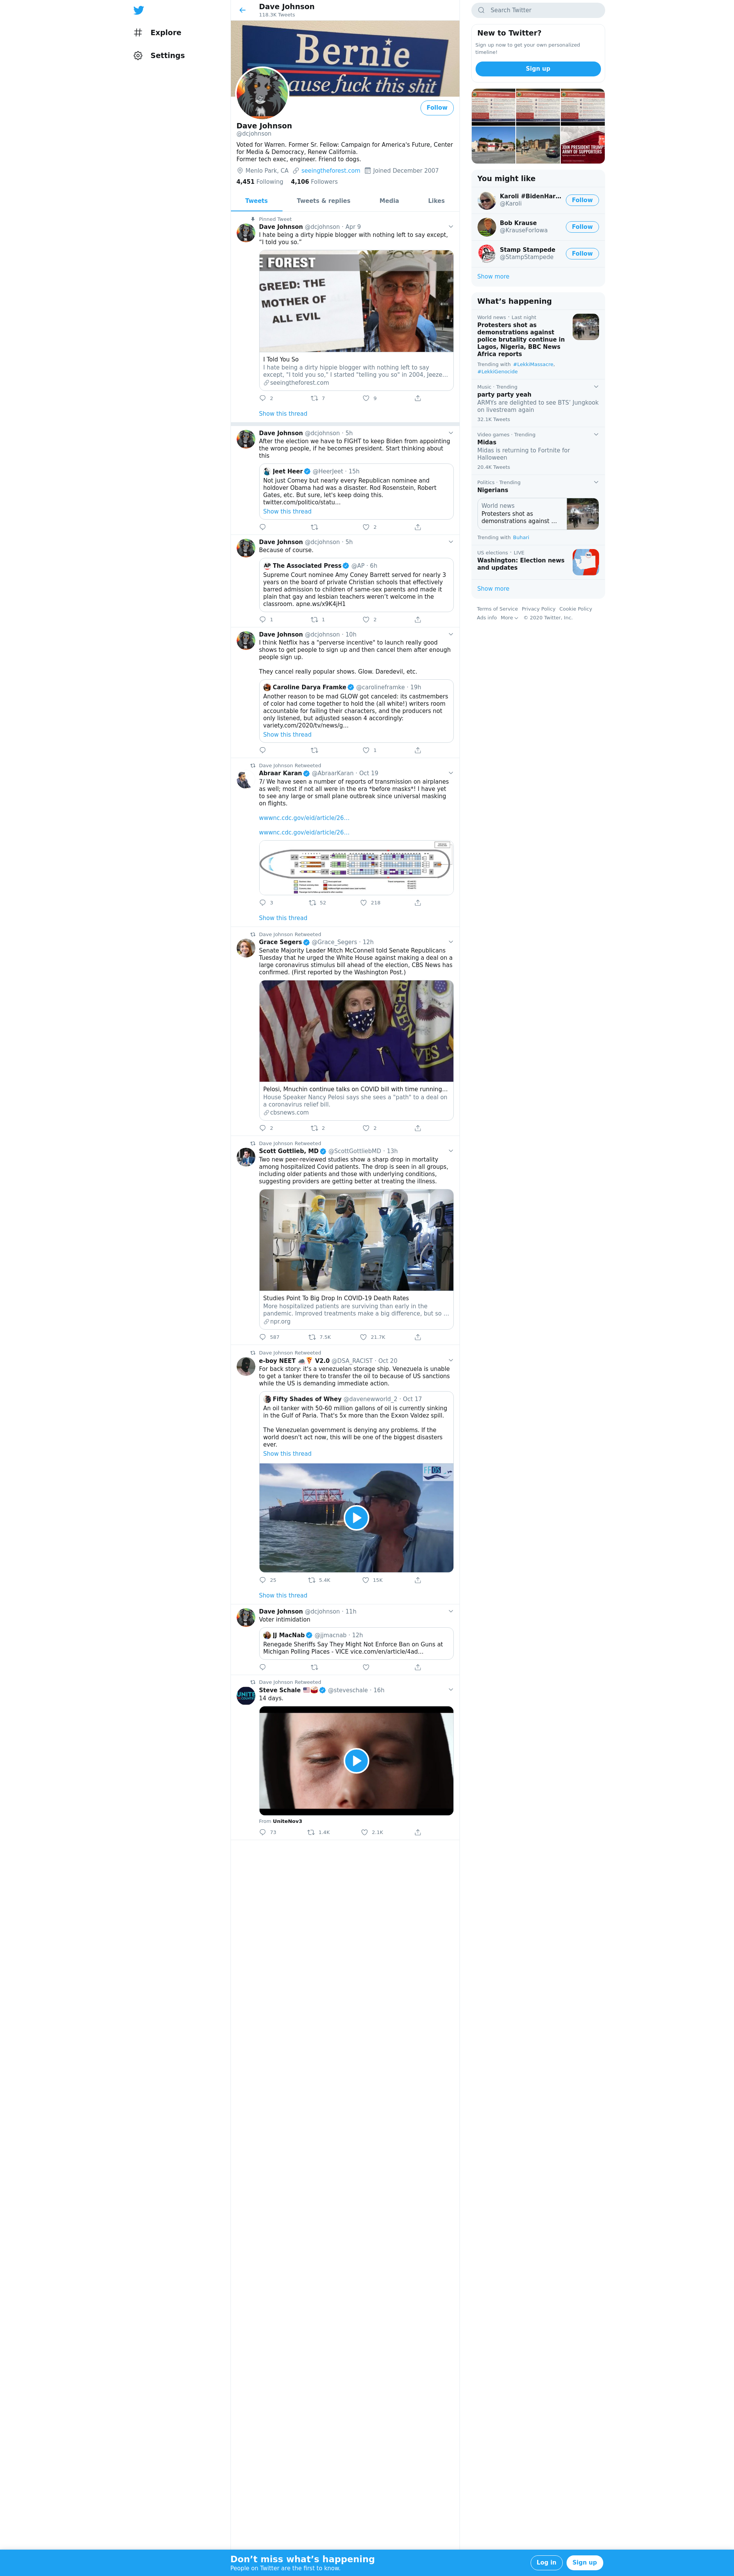 Explore
Settings
Dave Johnson
118.3K Tweets
Bernie
ause fuck this shit
Follow
Dave Johnson
@dcjohnson
Voted for Warren. Former Sr. Fellow: Campaign for America's Future, Center
for Media & Democracy, Renew California.
Former tech exec, engineer. Friend to dogs.
Menlo Park, CA seeingtheforest.com Joined December 2007
4,451 Following 4,106 Followers
Tweets Tweets & replies Media Likes
Pinned Tweet
Dave Johnson @dcjohnson · Apr 9
I hate being a dirty hippie blogger with nothing left to say except,
"I told you so."
E FOREST
GREED: THE
MOTHER OF
ALL EVIL
I Told You So
I hate being a dirty hippie blogger with nothing left to say
except, "I told you so," I started "telling you so" in 2004, Jeeze...
seeingtheforest.com
2 7 9
Show this thread
Dave Johnson @dcjohnson · 5h
After the election we have to FIGHT to keep Biden from appointing
the wrong people, if he becomes president. Start thinking about
this
Jeet Heer @HeerJeet · 15h
Not just Comey but nearly every Republican nominee and
holdover Obama had was a disaster. Rod Rosenstein, Robert
Gates, etc. But sure, let's keep doing this.
twitter.com/politico/statu...
Show this thread
2
Dave Johnson @dcjohnson · 5h
Because of course.
AP The Associated Press @AP · 6h
Supreme Court nominee Amy Coney Barrett served for nearly 3
years on the board of private Christian schools that effectively
barred admission to children of same-sex parents and made it
plain that gay and lesbian teachers weren't welcome in the
classroom. apne.ws/x9K4JH1
1 1 2
Dave Johnson @dcjohnson · 10h
I think Netflix has a "perverse incentive" to launch really good
shows to get people to sign up and then cancel them after enough
people sign up.
They cancel really popular shows. Glow. Daredevil, etc.
Caroline Darya Framke @carolineframke · 19h
Another reason to be mad GLOW got canceled: its castmembers
of color had come together to hold the (all white!) writers room
accountable for failing their characters, and the producers not
only listened, but adjusted season 4 accordingly:
variety.com/2020/tv/news/g...
Show this thread
1
Dave Johnson Retweeted
Abraar Karan @AbraarKaran · Oct 19
7/ We have seen a number of reports of transmission on airplanes
as well; most if not all were in the era *before masks*! I have yet
to see any large or small plane outbreak since universal masking
on flights.
wwwnc.cdc.gov/eid/article/26...
wwwnc.cdc.gov/eid/article/26...
3 52 218
Show this thread
Dave Johnson Retweeted
Grace Segers @Grace_Segers · 12h
Senate Majority Leader Mitch McConnell told Senate Republicans
Tuesday that he urged the White House against making a deal on a
large coronavirus stimulus bill ahead of the election, CBS News has
confirmed. (First reported by the Washington Post.)
Pelosi, Mnuchin continue talks on COVID bill with time running...
House Speaker Nancy Pelosi says she sees a "path" to a deal on
a coronavirus relief bill.
cbsnews.com
2 2 2
Dave Johnson Retweeted
Scott Gottlieb, MD @ScottGottliebMD · 13h
Two new peer-reviewed studies show a sharp drop in mortality
among hospitalized Covid patients. The drop is seen in all groups,
including older patients and those with underlying conditions,
suggesting providers are getting better at treating the illness.
Studies Point To Big Drop In COVID-19 Death Rates
More hospitalized patients are surviving than early in the
pandemic. Improved treatments make a big difference, but so ...
npr.org
587 7.5K 21.7K
Dave Johnson Retweeted
e-boy NEET V2.0 @DSA_RACIST · Oct 20
For back story: it's a venezuelan storage ship. Venezuela is unable
to get a tanker there to transfer the oil to because of US sanctions
while the US is demanding immediate action.
Fifty Shades of Whey @davenewworld_2 · Oct 17
An oil tanker with 50-60 million gallons of oil is currently sinking
in the Gulf of Paria. That's 5x more than the Exxon Valdez spill.
The Venezuelan government is denying any problems. If the
world doesn't act now, this will be one of the biggest disasters
ever.
Show this thread
25 5.4K 15K
Show this thread
Dave Johnson @dcjohnson · 11h
Voter intimidation
JJ MacNab @jjmacnab · 12h
Renegade Sheriffs Say They Might Not Enforce Ban on Guns at
Michigan Polling Places - VICE vice.com/en/article/4ad...
Dave Johnson Retweeted
Steve Schale @steveschale · 16h
14 days.
From UniteNov3
73 1.4K 2.1K
Search Twitter
New to Twitter?
Sign up now to get your own personalized
timeline!
Sign up
JOIN PRESIDENT TRUMP
ARMY OF SUPPORTERS
You might like
Karoli #BidenHar...
@Karoli
Follow
Bob Krause
@KrauseForIowa
Follow
Stamp Stampede
@StampStampede
Follow
Show more
What's happening
World news · Last night
Protesters shot as
demonstrations against
police brutality continue in
Lagos, Nigeria, BBC News
Africa reports
Trending with #LekkiMassacre,
#LekkiGenocide
Music · Trending
party party yeah
ARMYs are delighted to see BTS' Jungkook
on livestream again
32.1K Tweets
Video games · Trending
Midas
Midas is returning to Fortnite for
Halloween
20.4K Tweets
Politics · Trending
Nigerians
World news
Protesters shot as
demonstrations against ...
Trending with Buhari
US elections · LIVE
Washington: Election news
and updates
Show more
Terms of Service Privacy Policy Cookie Policy
Ads info More © 2020 Twitter, Inc.
Don't miss what's happening
People on Twitter are the first to know.
Log in Sign up